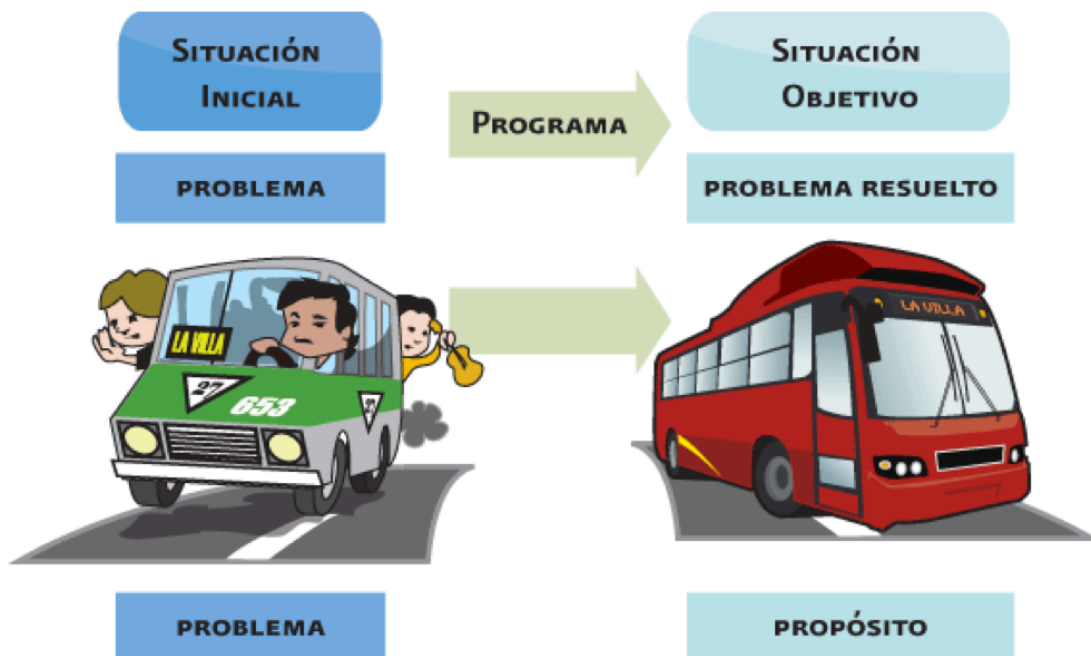 SITUACIÓN
INICIAL
PROGRAMA
SITUACIÓN
OBJETIVO
PROBLEMA
PROBLEMA RESUELTO
LA VILLA
27
653
LA VILLA
PROBLEMA
PROPÓSITO